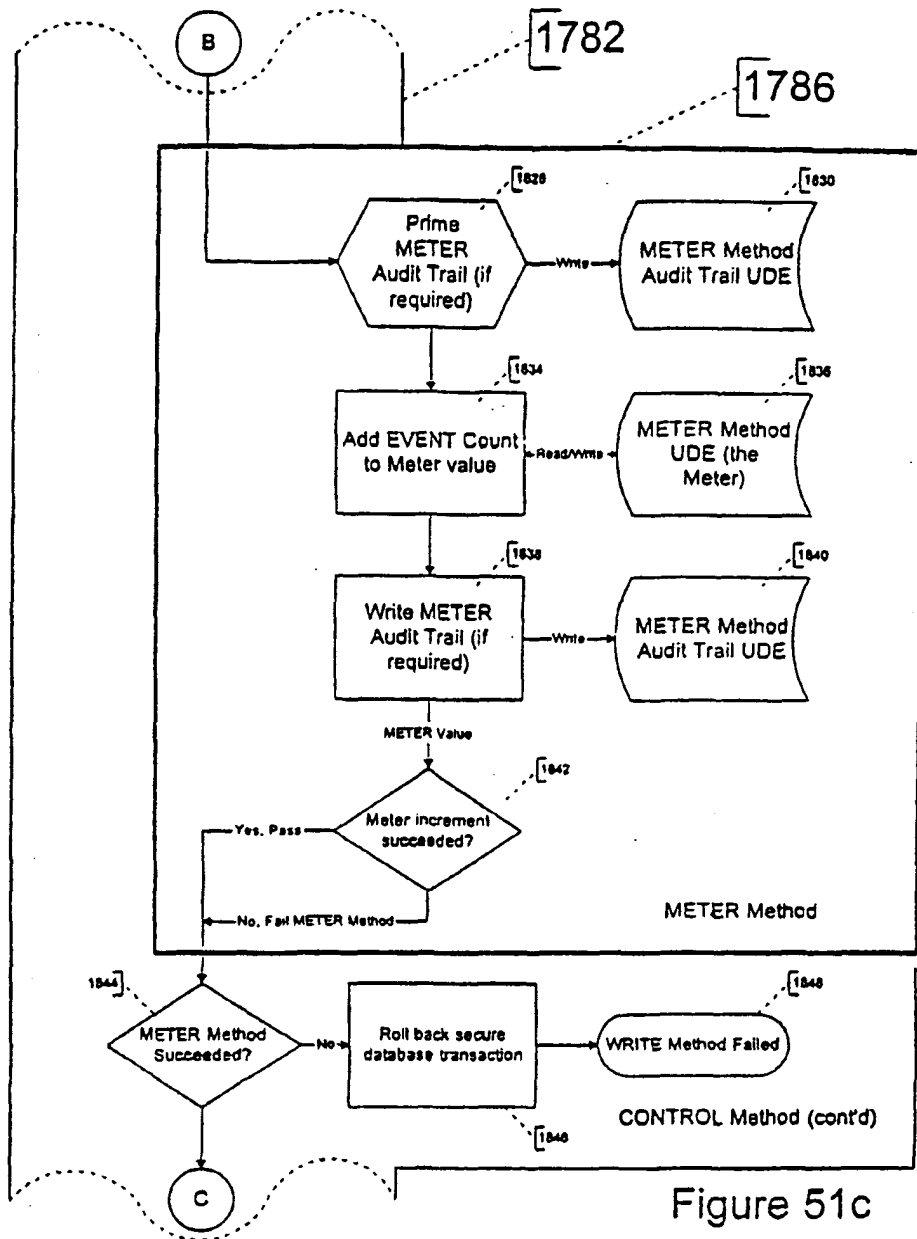 B
1782
1786
1828
Prime
METER
Audit Trail (if
required)
Write
1830
METER Method
Audit Trail UDE
1834
Add EVENT Count
to Meter value
Read/Write
1836
METER Method
UDE (the
Meter)
1838
Write METER
Audit Trail (if
required)
Write
1840
METER Method
Audit Trail UDE
METER Value
1842
Meter increment
succeeded?
Yes, Pass
No, Fail METER Method
METER Method
1844
METER Method
Succeeded?
No
Roll back secure
database transaction
1846
1848
WRITE Method Failed
CONTROL Method (cont'd)
C
Figure 51c